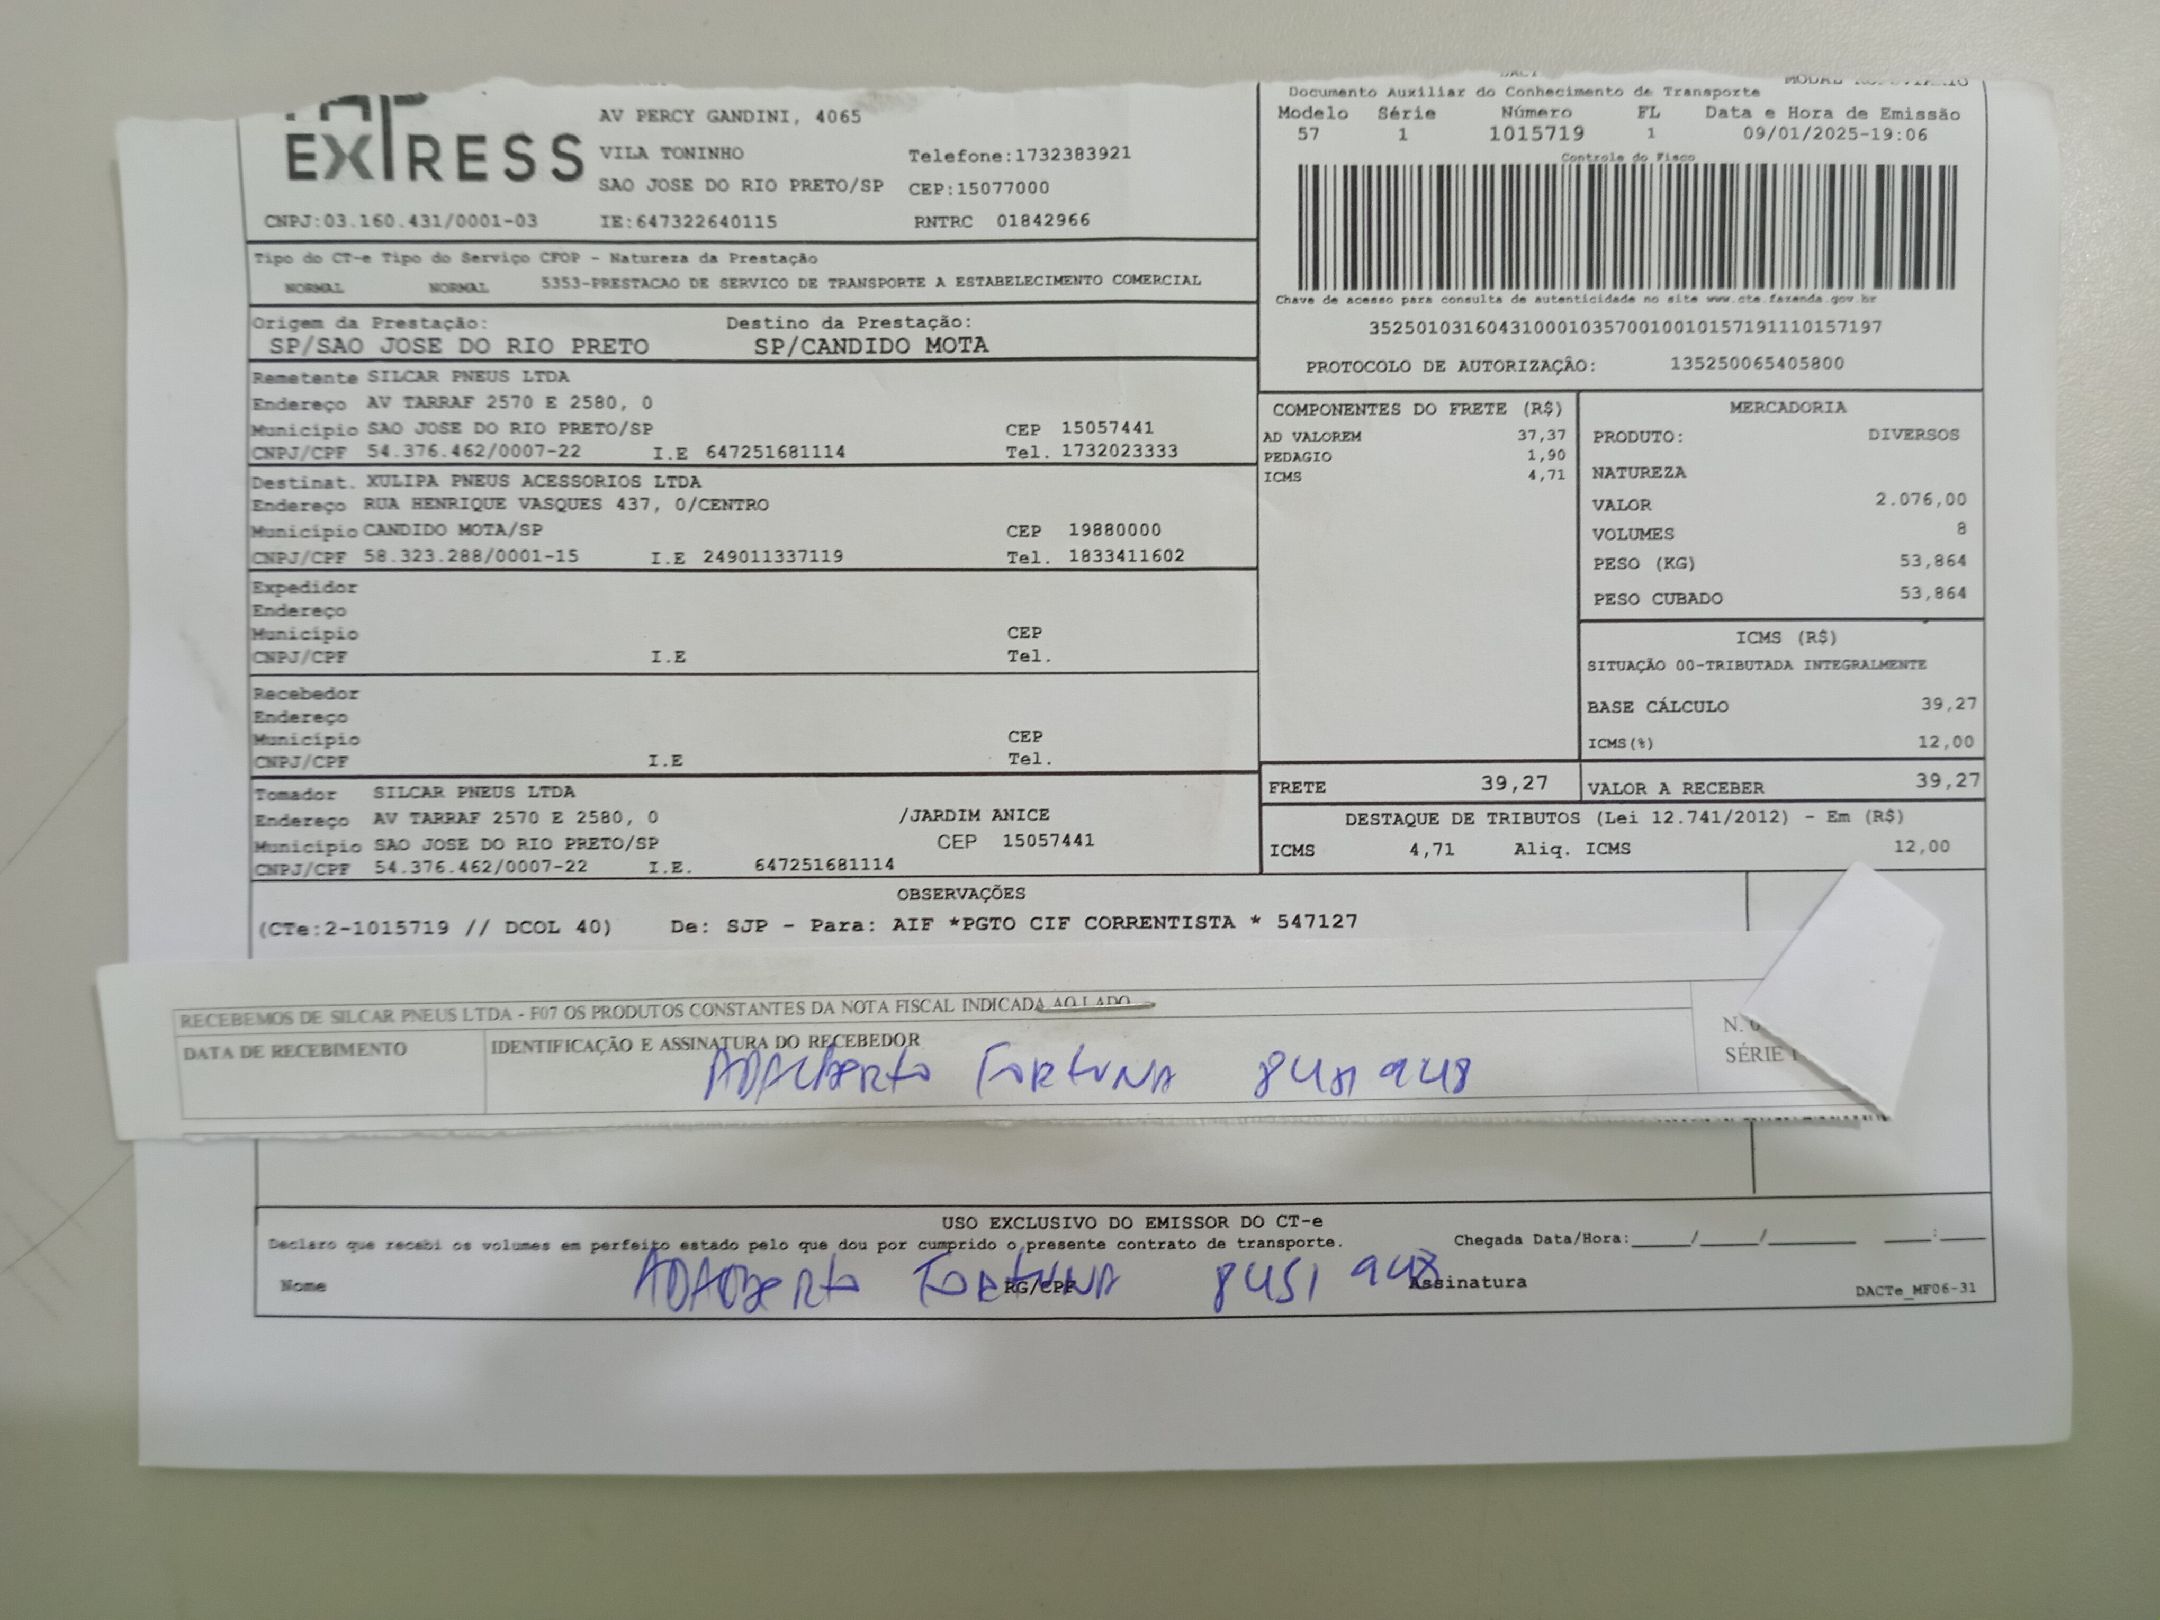 EXPRESS
AV PERCY GANDINI, 4065
VILA TONINHO Telefone:1732383921
SAO JOSE DO RIO PRETO/SP CEP:15077000
CNPJ:03.160.431/0001-03 IE:647322640115 RNTRC 01842966
Documento Auxiliar do Conhecimento de Transporte
Modelo Série Número FL Data e Hora de Emissão
57 1 1015719 1 09/01/2025-19:06
Controle do Fisco
Chave de acesso para consulta de autenticidade no site www.cte.fazenda.gov.br
35250103160431000103570010010157191110157197
PROTOCOLO DE AUTORIZAÇÃO: 135250065405800
Tipo do CT-e Tipo do Serviço CFOP - Natureza da Prestação
NORMAL NORMAL 5353-PRESTACAO DE SERVICO DE TRANSPORTE A ESTABELECIMENTO COMERCIAL
Origem da Prestação: Destino da Prestação:
SP/SAO JOSE DO RIO PRETO SP/CANDIDO MOTA
Remetente SILCAR PNEUS LTDA
Endereço AV TARRAF 2570 E 2580, 0
Município SAO JOSE DO RIO PRETO/SP CEP 15057441
CNPJ/CPF 54.376.462/0007-22 I.E 647251681114 Tel. 1732023333
Destinat. XULIPA PNEUS ACESSORIOS LTDA
Endereço RUA HENRIQUE VASQUES 437, 0/CENTRO
Município CANDIDO MOTA/SP CEP 19880000
CNPJ/CPF 58.323.288/0001-15 I.E 249011337119 Tel. 1833411602
Expedidor
Endereço
Município CEP
CNPJ/CPF I.E Tel.
Recebedor
Endereço
Município CEP
CNPJ/CPF I.E Tel.
Tomador SILCAR PNEUS LTDA
Endereço AV TARRAF 2570 E 2580, 0 /JARDIM ANICE
Município SAO JOSE DO RIO PRETO/SP CEP 15057441
CNPJ/CPF 54.376.462/0007-22 I.E. 647251681114
COMPONENTES DO FRETE (R$)
AD VALOREM 37,37
PEDAGIO 1,90
ICMS 4,71
MERCADORIA
PRODUTO: DIVERSOS
NATUREZA
VALOR 2.076,00
VOLUMES 8
PESO (KG) 53,864
PESO CUBADO 53,864
ICMS (R$)
SITUAÇÃO 00-TRIBUTADA INTEGRALMENTE
BASE CÁLCULO 39,27
ICMS(%) 12,00
FRETE 39,27 VALOR A RECEBER 39,27
DESTAQUE DE TRIBUTOS (Lei 12.741/2012) - Em (R$)
ICMS 4,71 Aliq. ICMS 12,00
OBSERVAÇÕES
(CTe:2-1015719 // DCOL 40) De: SJP - Para: AIF *PGTO CIF CORRENTISTA * 547127
RECEBEMOS DE SILCAR PNEUS LTDA - F07 OS PRODUTOS CONSTANTES DA NOTA FISCAL INDICADA AO LADO
DATA DE RECEBIMENTO IDENTIFICAÇÃO E ASSINATURA DO RECEBEDOR
N.
SÉRIE
ADALBERTO FORTUNA 8451948
USO EXCLUSIVO DO EMISSOR DO CT-e
Declaro que recebi os volumes em perfeito estado pelo que dou por cumprido o presente contrato de transporte. Chegada Data/Hora:____/____/______ ___:___
Nome RG/CPF Assinatura DACTe_MF06-31
ADALBERTO FORTUNA 8451948